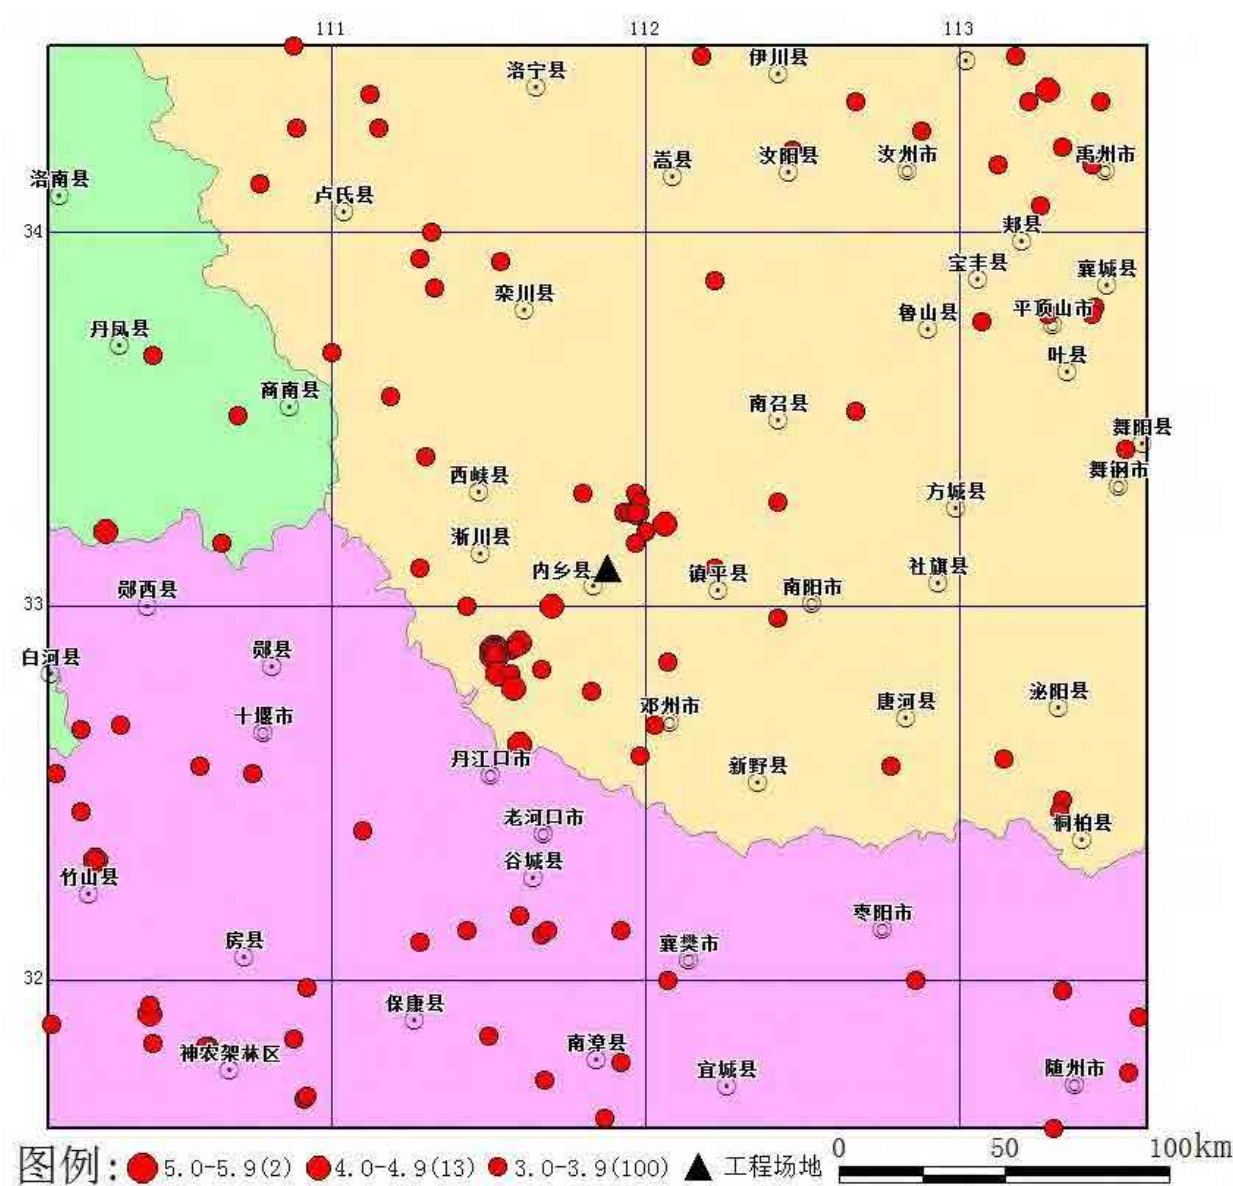 111 112 113
洛宁县 伊川县
洛南县 嵩县 汝阳县 汝州市 禹州市
卢氏县
34 郏县
宝丰县 襄城县
栾川县 鲁山县 平顶山市
丹凤县 叶县
商南县 南召县
舞阳县
西峡县 方城县 舞钢市
淅川县
内乡县 镇平县 南阳市 社旗县
33 郧西县
白河县 郧县
十堰市 邓州市 唐河县 泌阳县
丹江口市 新野县
老河口市 桐柏县
竹山县 谷城县
枣阳市
房县 襄樊市
32
保康县
神农架林区 南漳县 宜城县 随州市
图例: 5.0-5.9(2) 4.0-4.9(13) 3.0-3.9(100) 工程场地 0 50 100km